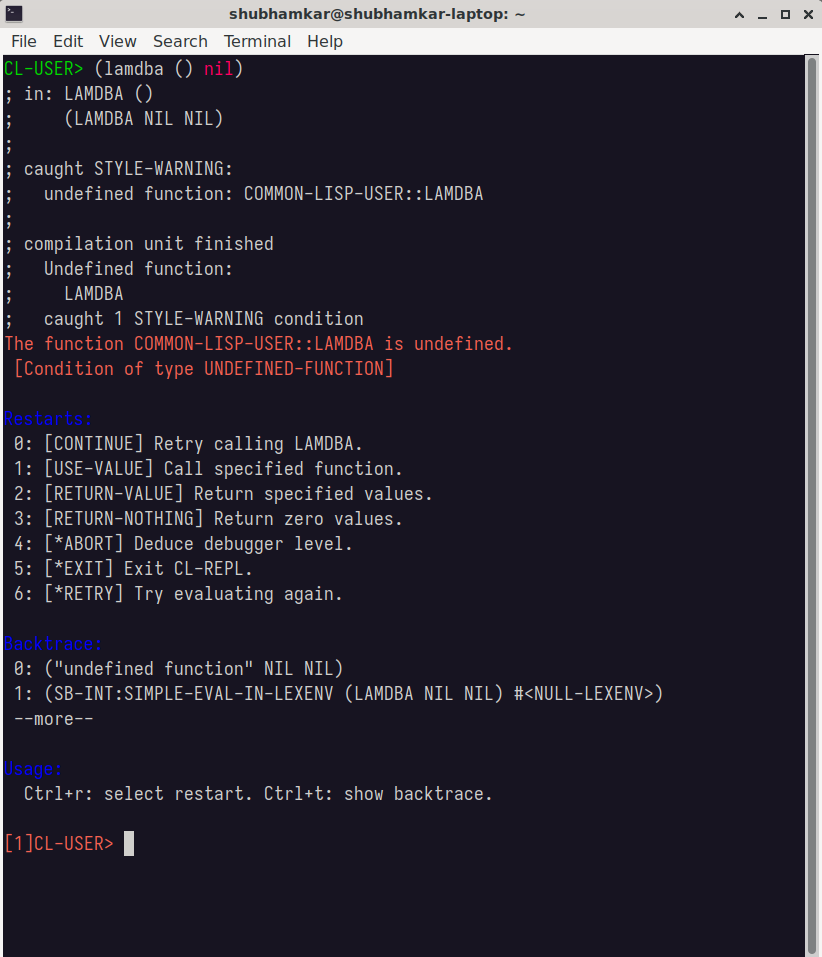 shubhamkar@shubhamkar-laptop: ~
File Edit View Search Terminal Help
CL-USER> (lamdba () nil)
; in: LAMDBA ()
;     (LAMDBA NIL NIL)
;
; caught STYLE-WARNING:
;   undefined function: COMMON-LISP-USER::LAMDBA
;
; compilation unit finished
;   Undefined function:
;     LAMDBA
;   caught 1 STYLE-WARNING condition
The function COMMON-LISP-USER::LAMDBA is undefined.
 [Condition of type UNDEFINED-FUNCTION]
Restarts:
 0: [CONTINUE] Retry calling LAMDBA.
 1: [USE-VALUE] Call specified function.
 2: [RETURN-VALUE] Return specified values.
 3: [RETURN-NOTHING] Return zero values.
 4: [*ABORT] Deduce debugger level.
 5: [*EXIT] Exit CL-REPL.
 6: [*RETRY] Try evaluating again.
Backtrace:
 0: ("undefined function" NIL NIL)
 1: (SB-INT:SIMPLE-EVAL-IN-LEXENV (LAMDBA NIL NIL) #<NULL-LEXENV>)
 --more--
Usage:
  Ctrl+r: select restart. Ctrl+t: show backtrace.
[1]CL-USER>